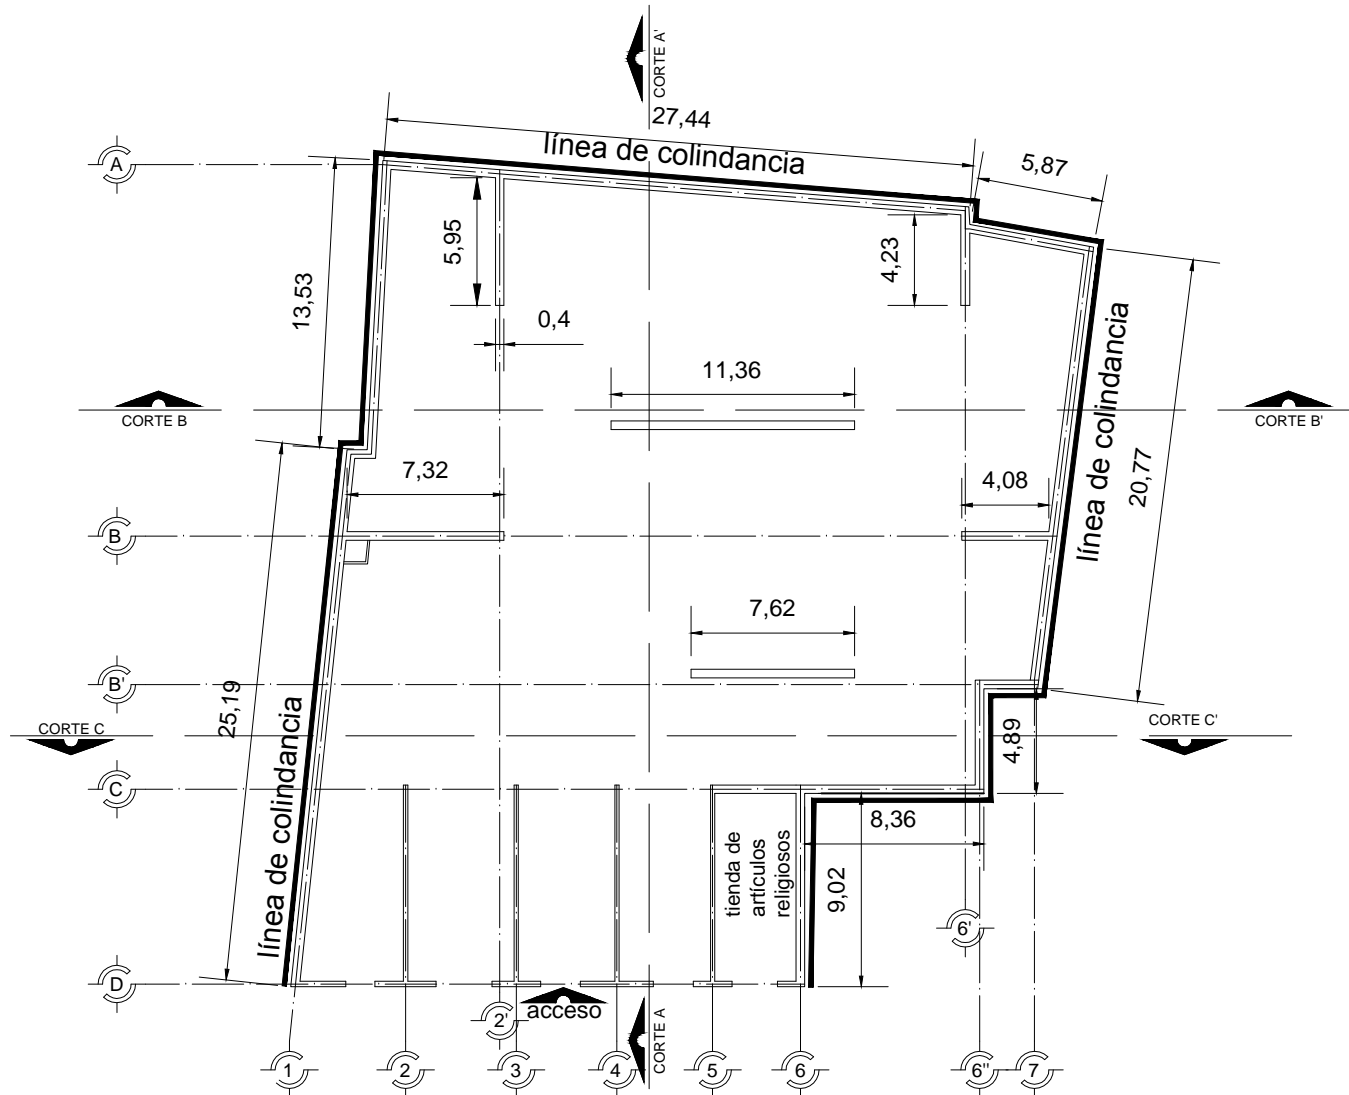 CORTE A'
27,44
línea de colindancia
5,87
A
5,95
4,23
13,53
0,4
línea de colindancia
11,36
CORTE B
CORTE B'
7,32
4,08
20,77
B
7,62
B'
25,19
línea de colindancia
CORTE C
CORTE C'
4,89
C
8,36
tienda de
artículos
religiosos
9,02
6'
D
2'
acceso
CORTE A
1
2
3
4
5
6
6"
7